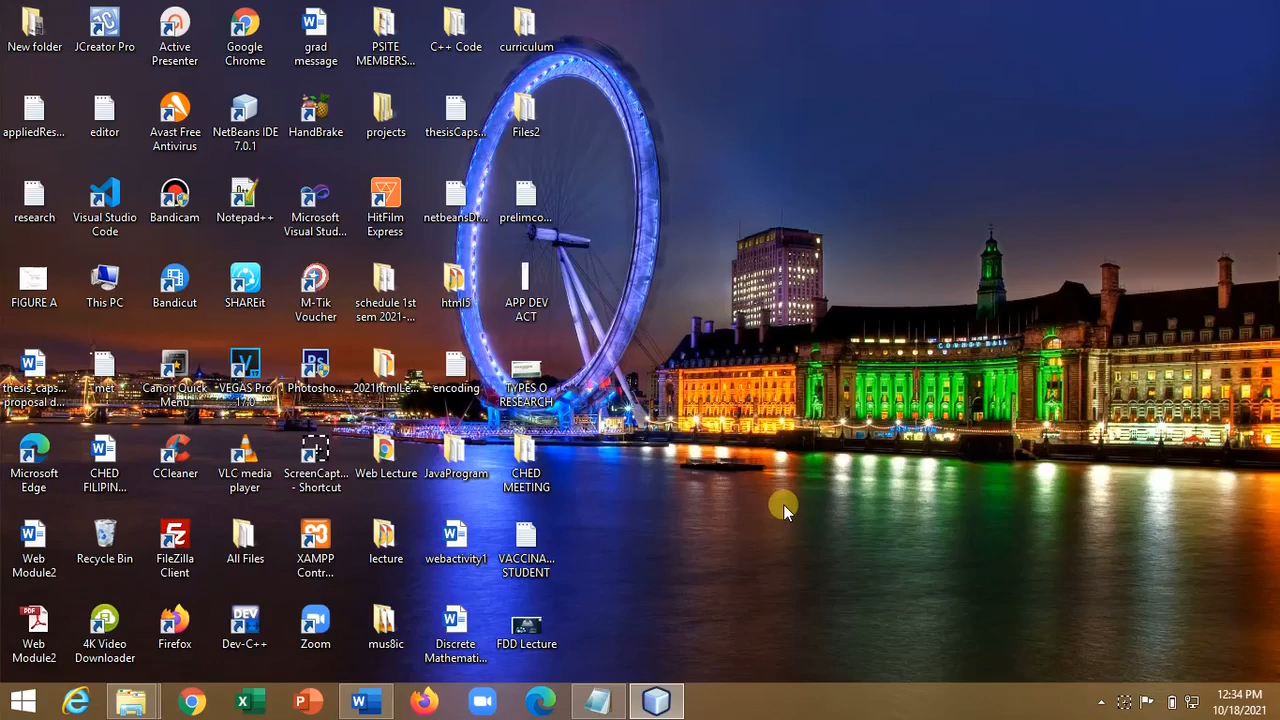 New folder
JCreator Pro
Active
Presenter
Google
Chrome
grad
message
PSITE
MEMBERS...
C++ Code
curriculum
appliedRes...
editor
Avast Free
Antivirus
NetBeans IDE
7.0.1
HandBrake
projects
thesisCaps...
Files2
research
Visual Studio
Code
Bandicam
Notepad++
Microsoft
Visual Stud...
HitFilm
Express
netbeansDr...
prelimco...
FIGURE A
This PC
Bandicut
SHAREit
M-Tik
Voucher
schedule 1st
sem 2021-...
html5
APP DEV
ACT
COUNTY HALL
thesis_caps...
proposal d...
met
Canon Quick
Menu
VEGAS Pro
17.0
Photosho...
2021htmlLe...
encoding
TYPES O
RESEARCH
Microsoft
Edge
CHED
FILIPIN...
CCleaner
VLC media
player
ScreenCapt...
- Shortcut
Web Lecture
JavaProgram
CHED
MEETING
Web
Module2
Recycle Bin
FileZilla
Client
All Files
XAMPP
Contr...
lecture
webactivity1
VACCINA...
STUDENT
Web
Module2
4K Video
Downloader
Firefox
Dev-C++
Zoom
mus8ic
Discrete
Mathemati...
FDD Lecture
12:34 PM
10/18/2021